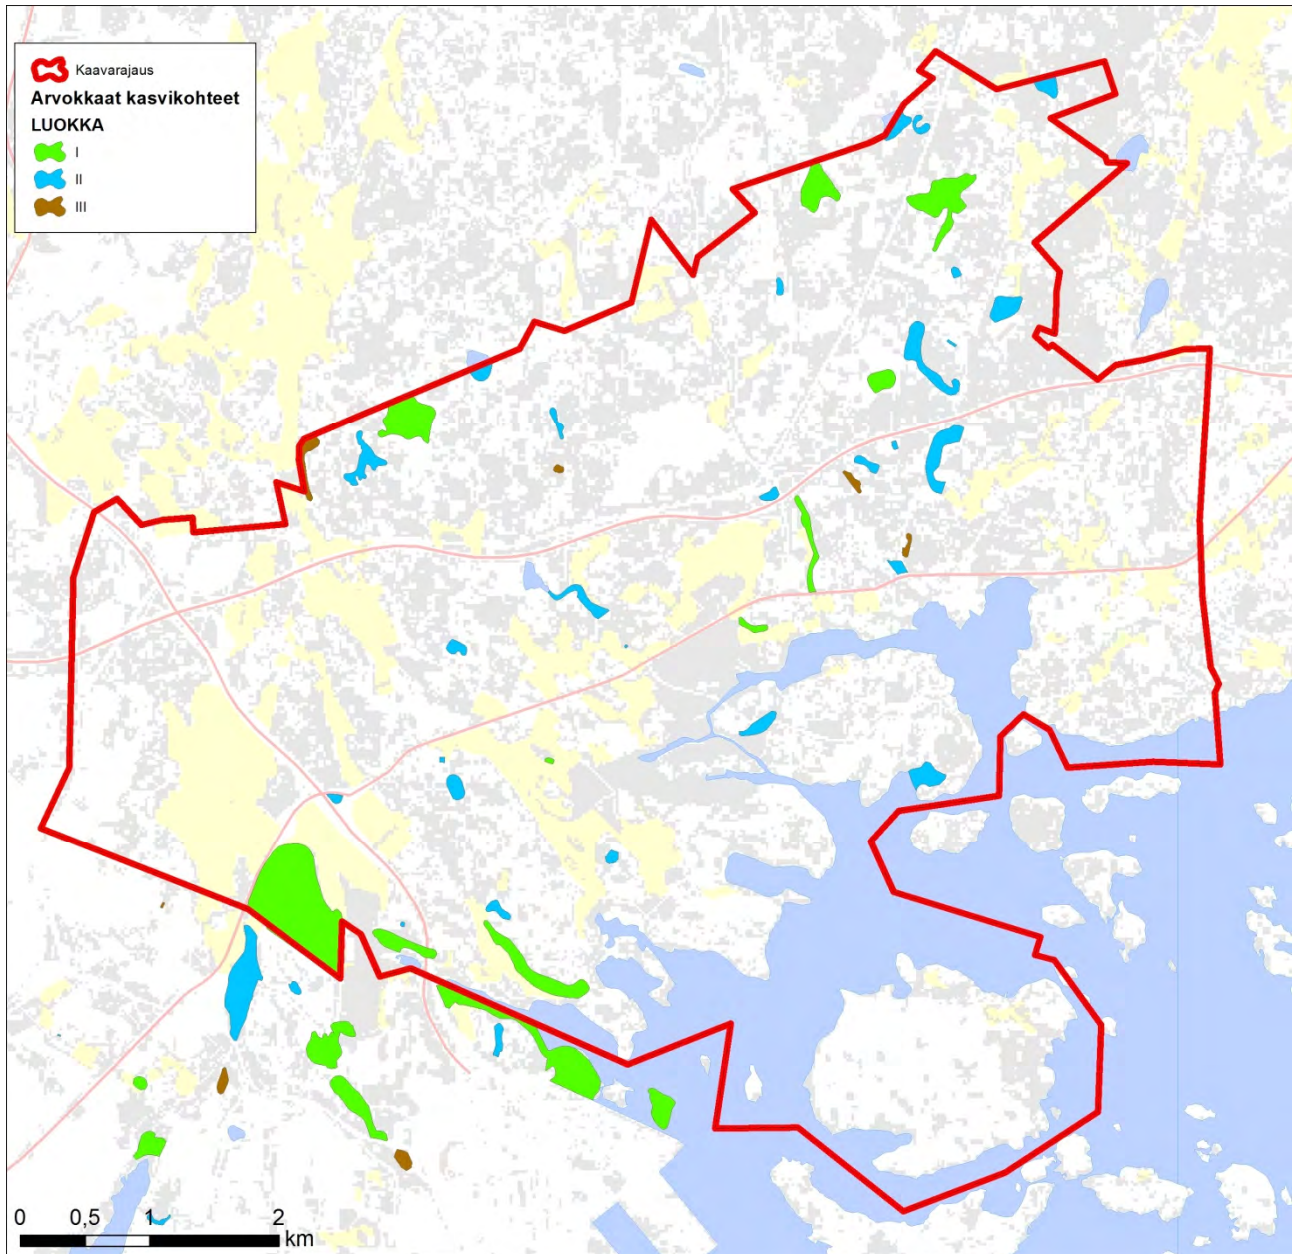 Kaavarajaus
Arvokkaat kasvikohteet
LUOKKA
I
II
III
0 0,5 1 2
km